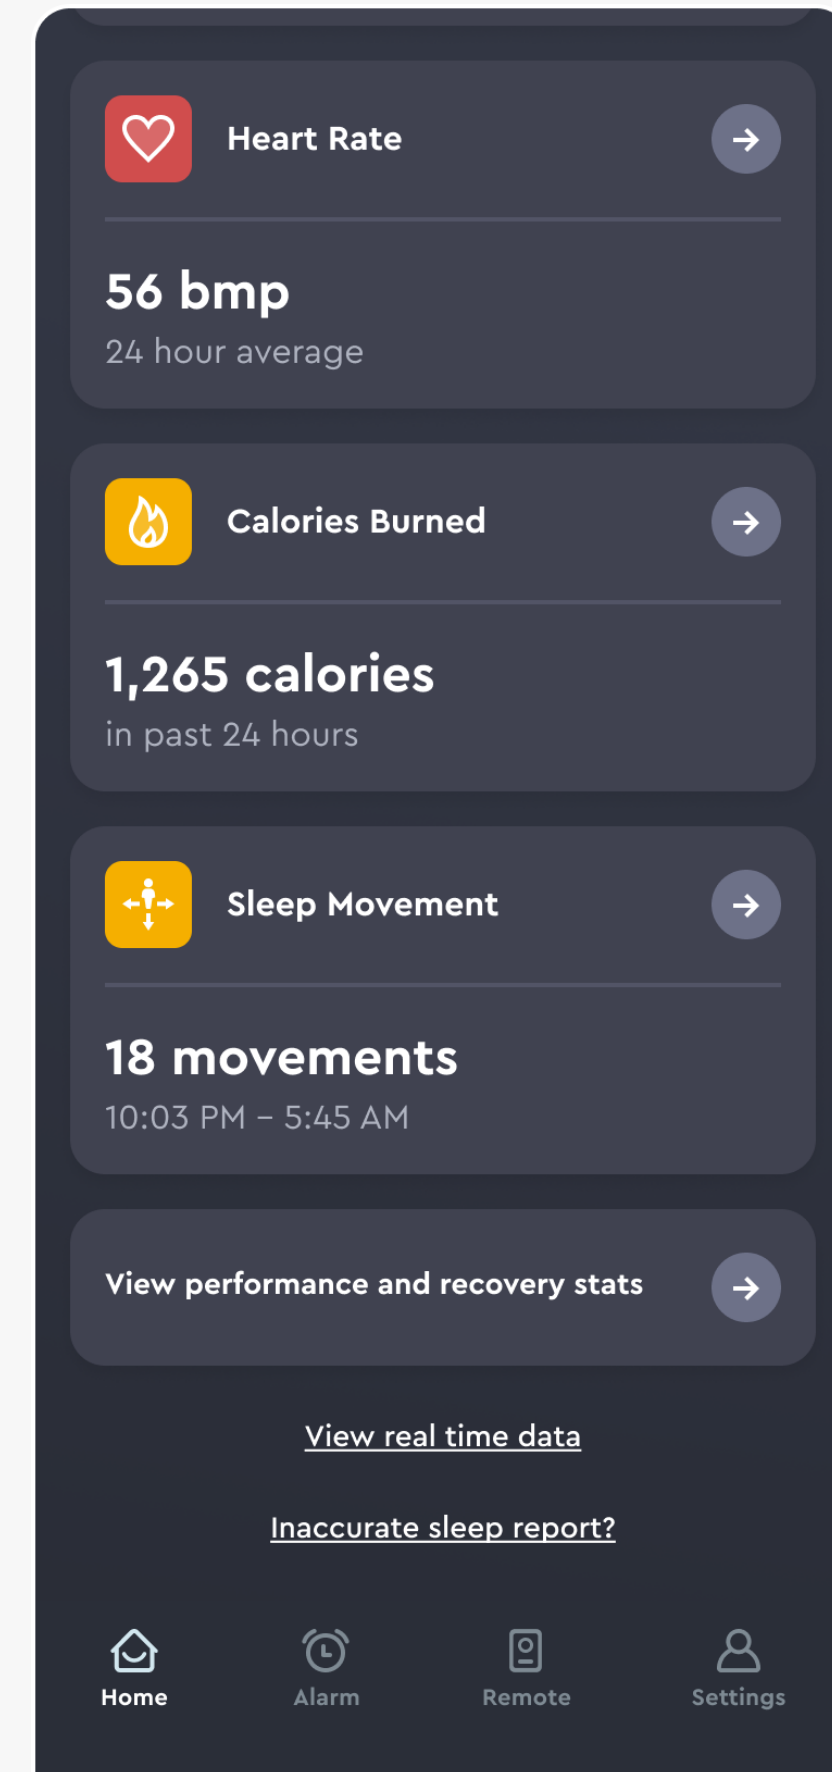 Heart Rate
56 bmp
24 hour average
Calories Burned
1,265 calories
in past 24 hours
Sleep Movement
18 movements
10:03 PM – 5:45 AM
View performance and recovery stats
View real time data
Inaccurate sleep report?
Home Alarm Remote Settings